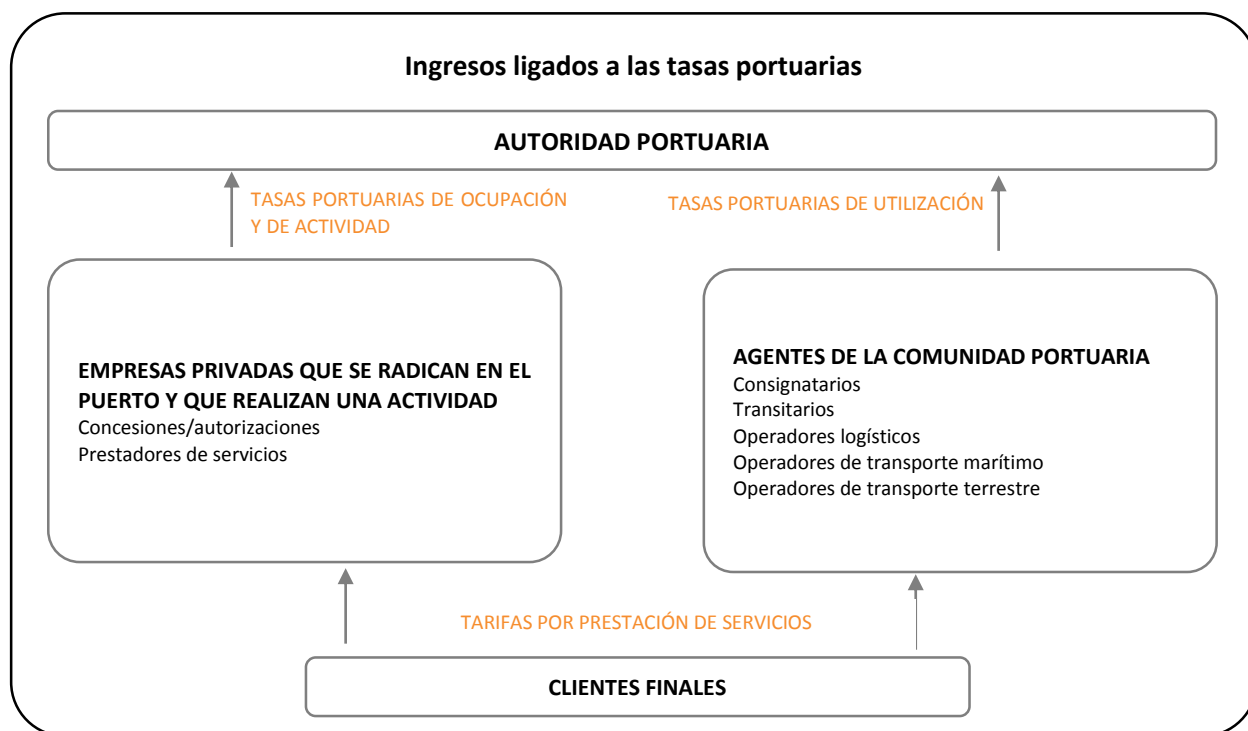 Ingresos ligados a las tasas portuarias
AUTORIDAD PORTUARIA
TASAS PORTUARIAS DE OCUPACIÓN
Y DE ACTIVIDAD
TASAS PORTUARIAS DE UTILIZACIÓN
EMPRESAS PRIVADAS QUE SE RADICAN EN EL
PUERTO Y QUE REALIZAN UNA ACTIVIDAD
Concesiones/autorizaciones
Prestadores de servicios
AGENTES DE LA COMUNIDAD PORTUARIA
Consignatarios
Transitarios
Operadores logísticos
Operadores de transporte marítimo
Operadores de transporte terrestre
TARIFAS POR PRESTACIÓN DE SERVICIOS
CLIENTES FINALES